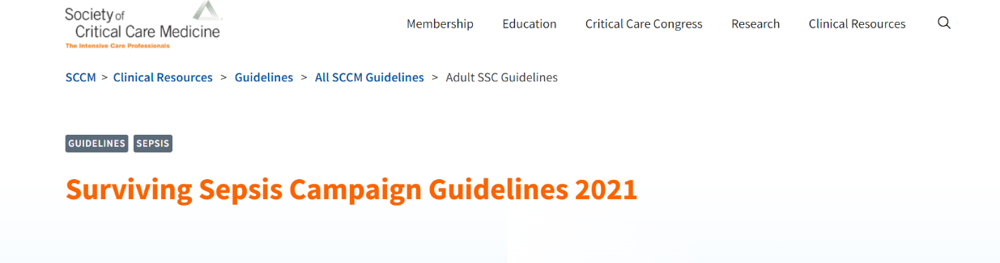 Society of
Critical Care Medicine
The Intensive Care Professionals
Membership Education Critical Care Congress Research Clinical Resources
SCCM > Clinical Resources > Guidelines > All SCCM Guidelines > Adult SSC Guidelines
GUIDELINES SEPSIS
Surviving Sepsis Campaign Guidelines 2021